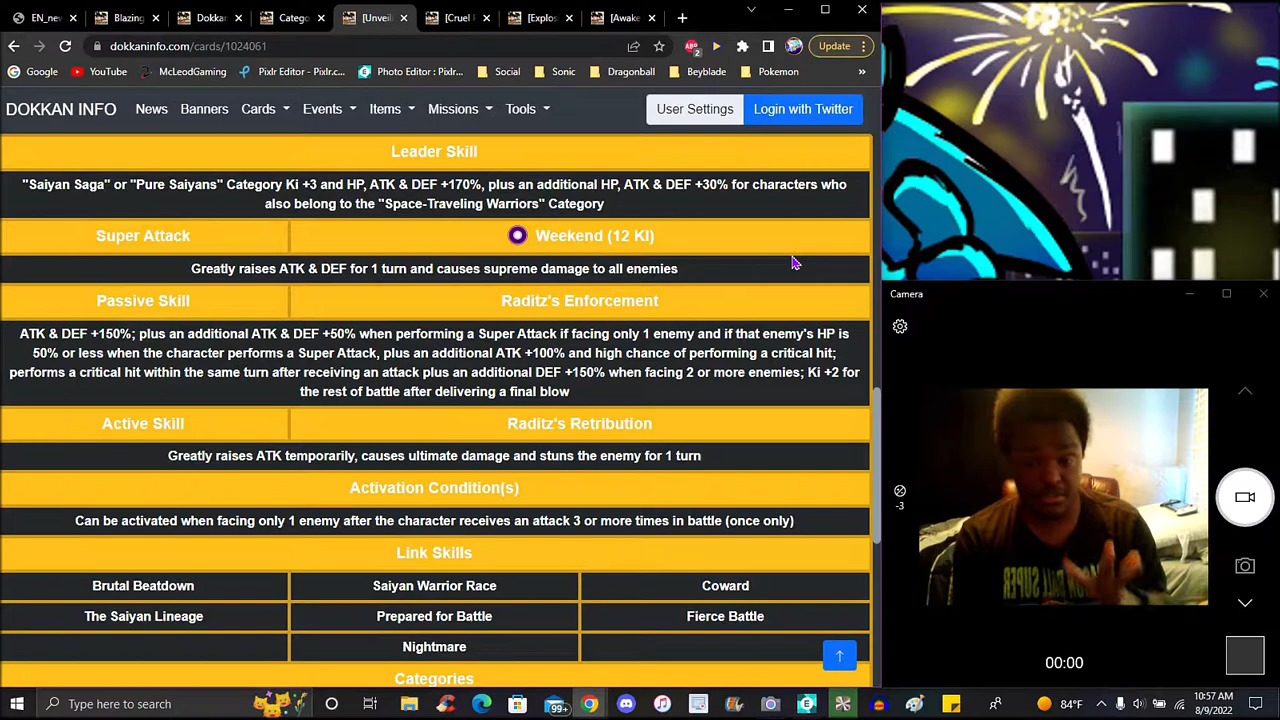 EN_new
Blazing
Dokkan
Catego
[Unveil
[Cruel
[Explos
[Awake
dokkaninfo.com/cards/1024061
Update
Google
YouTube
McLeodGaming
Pixlr Editor - Pixlr.c...
Photo Editor : Pixlr...
Social
Sonic
Dragonball
Beyblade
Pokemon
»
DOKKAN INFO
News
Banners
Cards
Events
Items
Missions
Tools
User Settings
Login with Twitter
Leader Skill
"Saiyan Saga" or "Pure Saiyans" Category Ki +3 and HP, ATK & DEF +170%, plus an additional HP, ATK & DEF +30% for characters who
also belong to the "Space-Traveling Warriors" Category
Super Attack
Weekend (12 KI)
Greatly raises ATK & DEF for 1 turn and causes supreme damage to all enemies
Passive Skill
Raditz's Enforcement
ATK & DEF +150%; plus an additional ATK & DEF +50% when performing a Super Attack if facing only 1 enemy and if that enemy's HP is
50% or less when the character performs a Super Attack, plus an additional ATK +100% and high chance of performing a critical hit;
performs a critical hit within the same turn after receiving an attack plus an additional DEF +150% when facing 2 or more enemies; Ki +2 for
the rest of battle after delivering a final blow
Active Skill
Raditz's Retribution
Greatly raises ATK temporarily, causes ultimate damage and stuns the enemy for 1 turn
Activation Condition(s)
Can be activated when facing only 1 enemy after the character receives an attack 3 or more times in battle (once only)
Link Skills
Brutal Beatdown
Saiyan Warrior Race
Coward
The Saiyan Lineage
Prepared for Battle
Fierce Battle
Nightmare
Categories
Camera
-3
00:00
Type here to search
99+
84°F
10:57 AM
8/9/2022